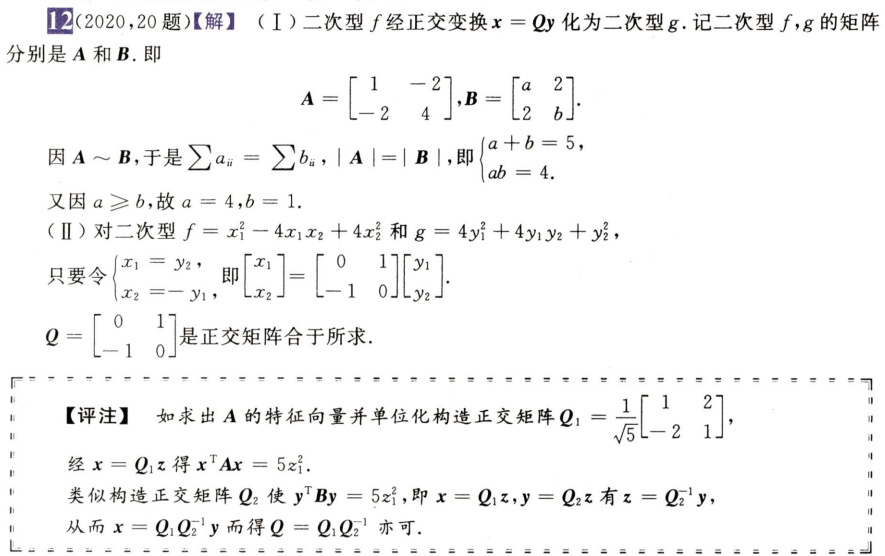 12(2020,20题)【解】 (Ⅰ)二次型 f 经正交变换 x = Qy 化为二次型 g. 记二次型 f,g 的矩阵
分别是 A 和 B. 即
A = [1 −2; −2 4], B = [a 2; 2 b].
因 A ～ B,于是 ∑aᵢᵢ = ∑bᵢᵢ, |A|=|B|,即 {a + b = 5, ab = 4.
又因 a ⩾ b,故 a = 4,b = 1.
(Ⅱ)对二次型 f = x₁² − 4x₁x₂ + 4x₂² 和 g = 4y₁² + 4y₁y₂ + y₂²,
只要令 {x₁ = y₂, x₂ =− y₁, 即 [x₁; x₂] = [0 1; −1 0][y₁; y₂].
Q = [0 1; −1 0] 是正交矩阵合于所求.
【评注】 如求出 A 的特征向量并单位化构造正交矩阵 Q₁ = 1/√5 [1 2; −2 1],
经 x = Q₁z 得 xᵀAx = 5z₁².
类似构造正交矩阵 Q₂ 使 yᵀBy = 5z₁²,即 x = Q₁z,y = Q₂z 有 z = Q₂⁻¹y,
从而 x = Q₁Q₂⁻¹y 而得 Q = Q₁Q₂⁻¹ 亦可.